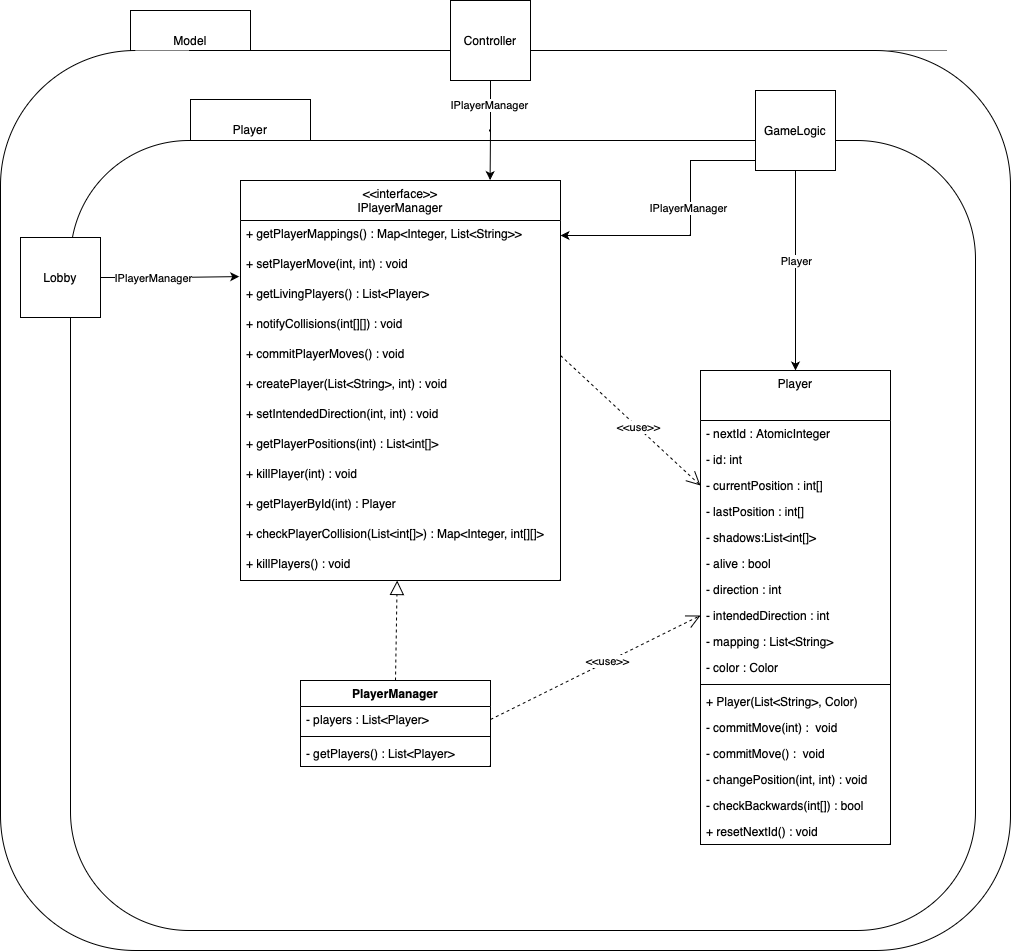 Model
Controller
IPlayerManager
Player
GameLogic
<<interface>>
IPlayerManager
+ getPlayerMappings() : Map<Integer, List<String>>
+ setPlayerMove(int, int) : void
+ getLivingPlayers() : List<Player>
+ notifyCollisions(int[][]) : void
+ commitPlayerMoves() : void
+ createPlayer(List<String>, int) : void
+ setIntendedDirection(int, int) : void
+ getPlayerPositions(int) : List<int[]>
+ killPlayer(int) : void
+ getPlayerById(int) : Player
+ checkPlayerCollision(List<int[]>) : Map<Integer, int[][]>
+ killPlayers() : void
IPlayerManager
Lobby
IPlayerManager
Player
<<use>>
Player
- nextId : AtomicInteger
- id: int
- currentPosition : int[]
- lastPosition : int[]
- shadows:List<int[]>
- alive : bool
- direction : int
- intendedDirection : int
- mapping : List<String>
- color : Color
+ Player(List<String>, Color)
- commitMove(int) :  void
- commitMove() :  void
- changePosition(int, int) : void
- checkBackwards(int[]) : bool
+ resetNextId() : void
<<use>>
PlayerManager
- players : List<Player>
- getPlayers() : List<Player>